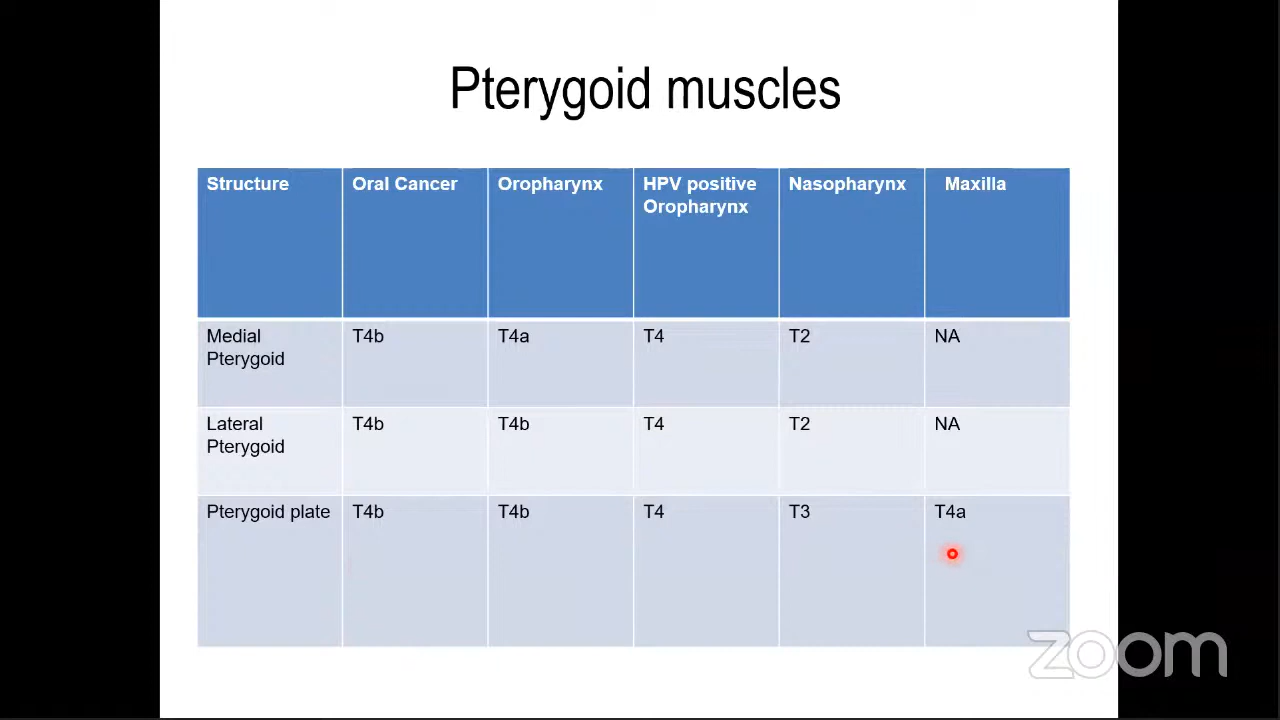 Pterygoid muscles
Structure Oral Cancer Oropharynx HPV positive Nasopharynx Maxilla
Oropharynx
Medial T4b T4a T4 T2 NA
Pterygoid
Lateral T4b T4b T4 T2 NA
Pterygoid
Pterygoid plate T4b T4b T4 T3 T4a
zoom